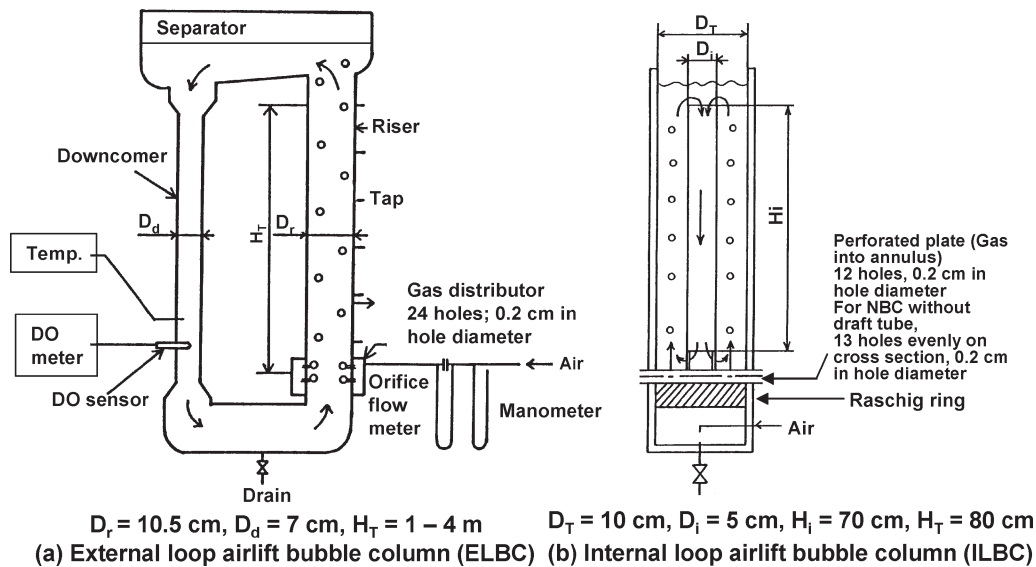 Separator
Riser
Downcomer
Tap
D_d
H_T
D_r
Temp.
Gas distributor
24 holes; 0.2 cm in
hole diameter
DO
meter
Air
DO sensor
Orifice
flow
meter
Manometer
Drain
D_r = 10.5 cm, D_d = 7 cm, H_T = 1 – 4 m
(a) External loop airlift bubble column (ELBC)
D_T
D_i
Hi
Perforated plate (Gas
into annulus)
12 holes, 0.2 cm in
hole diameter
For NBC without
draft tube,
13 holes evenly on
cross section, 0.2 cm
in hole diameter
Raschig ring
Air
D_T = 10 cm, D_i = 5 cm, H_i = 70 cm, H_T = 80 cm
(b) Internal loop airlift bubble column (ILBC)